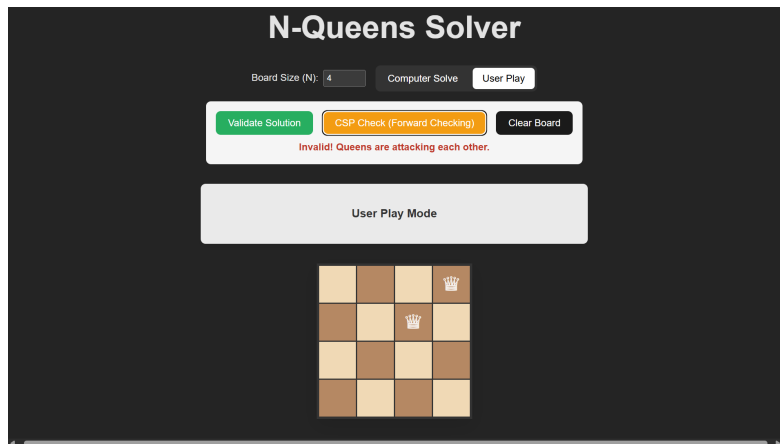 N-Queens Solver
Board Size (N): 4 Computer Solve User Play
Validate Solution CSP Check (Forward Checking) Clear Board
Invalid! Queens are attacking each other.
User Play Mode